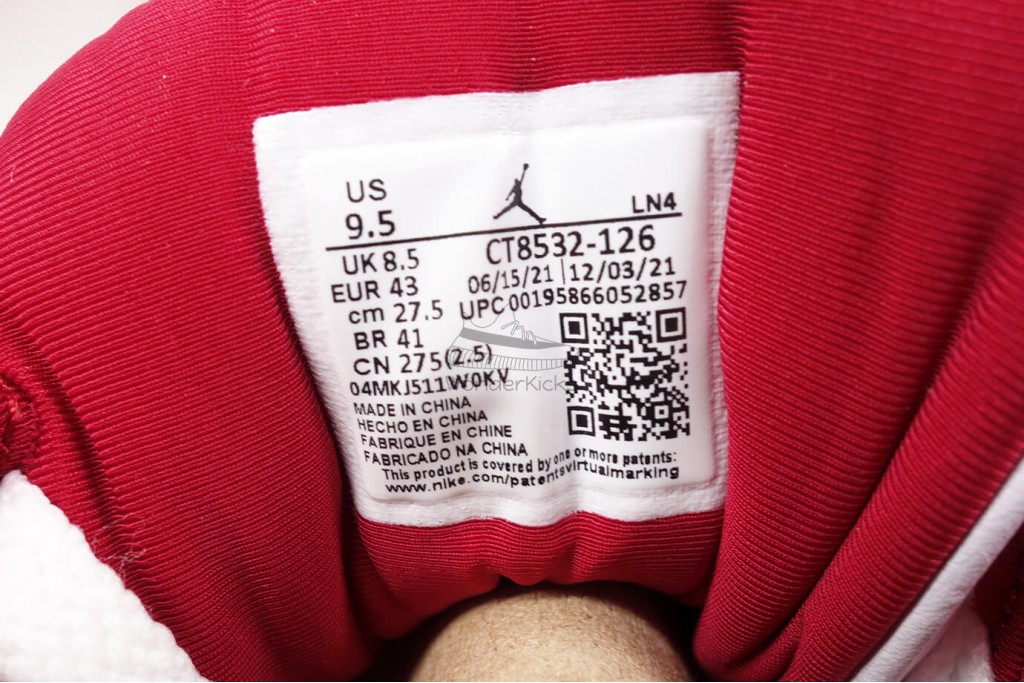 US
9.5
LN4
UK 8.5
CT8532-126
EUR 43
06/15/21 | 12/03/21
cm 27.5
UPC 00195866052857
BR 41
CN 275(2.5)
04MKJ511W0KV
WonderKick
MADE IN CHINA
HECHO EN CHINA
FABRIQUE EN CHINE
FABRICADO NA CHINA
This product is covered by one or more patents:
www.nike.com/patentsvirtualmarking